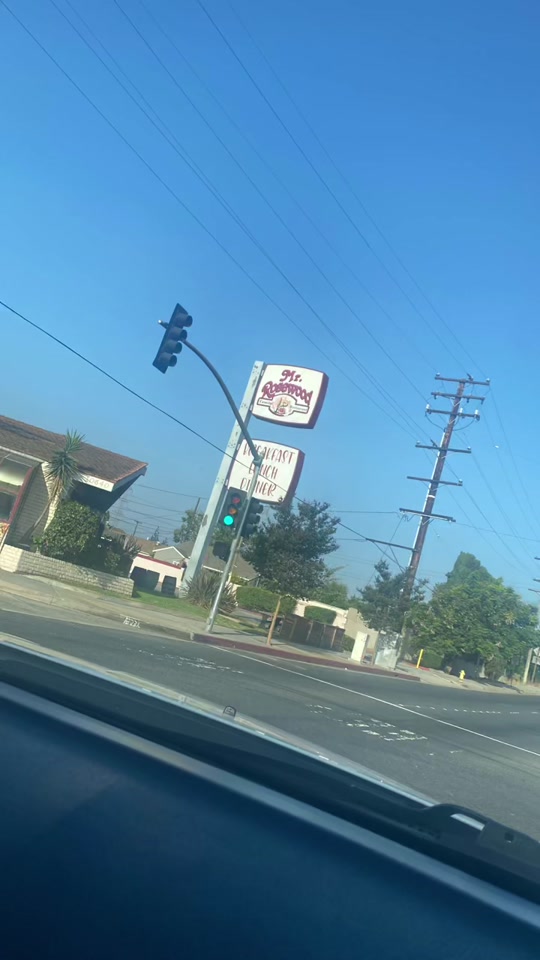 Mr.
Rosewood
BREAKFAST
LUNCH
DINNER